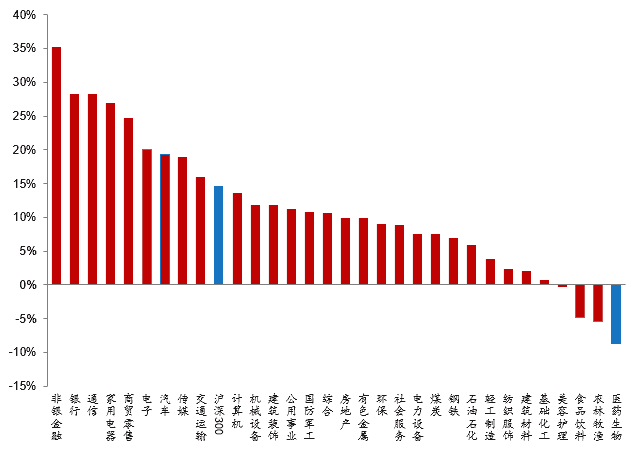 40%
35%
30%
25%
20%
15%
10%
5%
0%
-5%
-10%
-15%
非银金融
银行
通信
家用电器
商贸零售
电子
汽车
传媒
交通运输
沪深300
计算机
机械设备
建筑装饰
公用事业
国防军工
综合
房地产
有色金属
环保
社会服务
电力设备
煤炭
钢铁
石油石化
轻工制造
纺织服饰
建筑材料
基础化工
美容护理
食品饮料
农林牧渔
医药生物